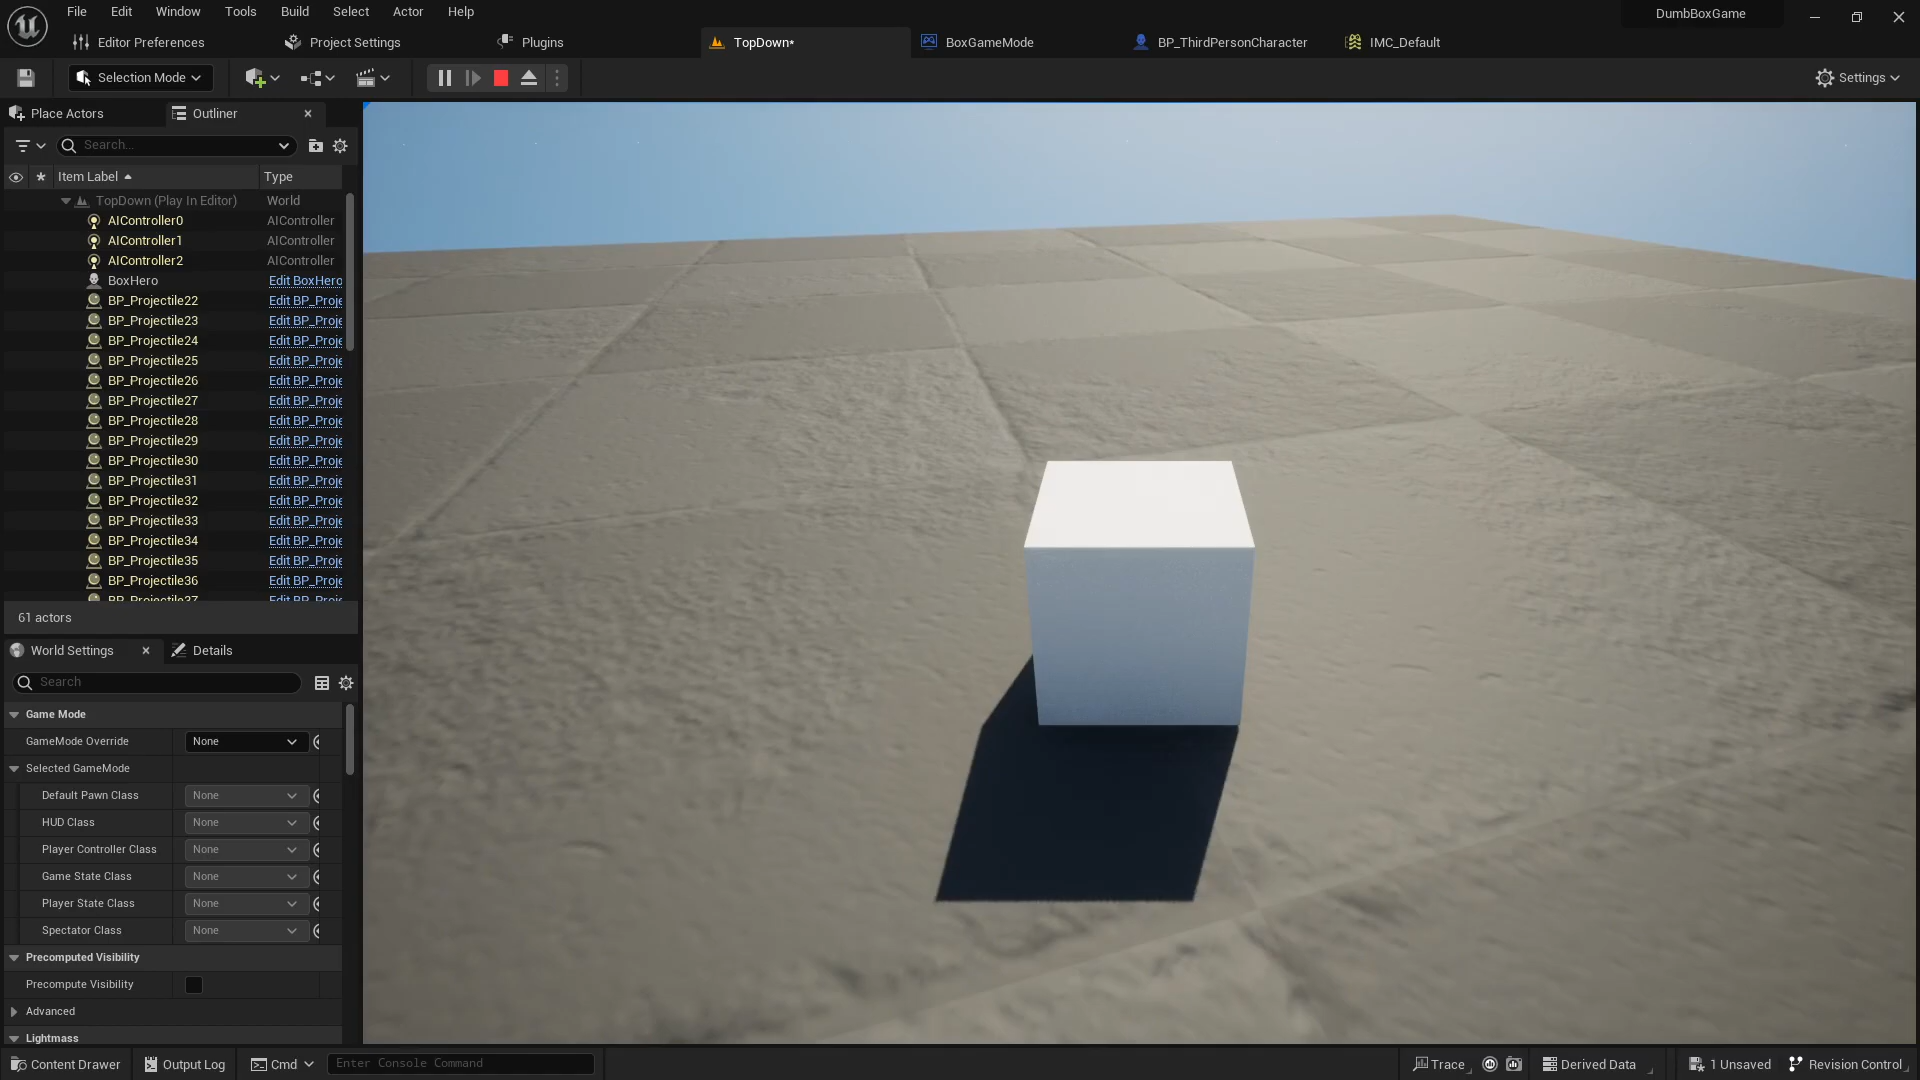 File Edit Window Tools Build Select Actor Help
DumbBoxGame
Editor Preferences Project Settings Plugins TopDown* BoxGameMode BP_ThirdPersonCharacter IMC_Default
Selection Mode Settings
Place Actors Outliner
Search...
Item Label Type
TopDown (Play In Editor) World
AIController0 AIController
AIController1 AIController
AIController2 AIController
BoxHero Edit BoxHero
BP_Projectile22 Edit BP_Proje
BP_Projectile23 Edit BP_Proje
BP_Projectile24 Edit BP_Proje
BP_Projectile25 Edit BP_Proje
BP_Projectile26 Edit BP_Proje
BP_Projectile27 Edit BP_Proje
BP_Projectile28 Edit BP_Proje
BP_Projectile29 Edit BP_Proje
BP_Projectile30 Edit BP_Proje
BP_Projectile31 Edit BP_Proje
BP_Projectile32 Edit BP_Proje
BP_Projectile33 Edit BP_Proje
BP_Projectile34 Edit BP_Proje
BP_Projectile35 Edit BP_Proje
BP_Projectile36 Edit BP_Proje
BP_Projectile37 Edit BP_Proje
61 actors
World Settings Details
Search
Game Mode
GameMode Override None
Selected GameMode
Default Pawn Class None
HUD Class None
Player Controller Class None
Game State Class None
Player State Class None
Spectator Class None
Precomputed Visibility
Precompute Visibility
Advanced
Lightmass
Content Drawer Output Log Cmd Enter Console Command Trace Derived Data 1 Unsaved Revision Control